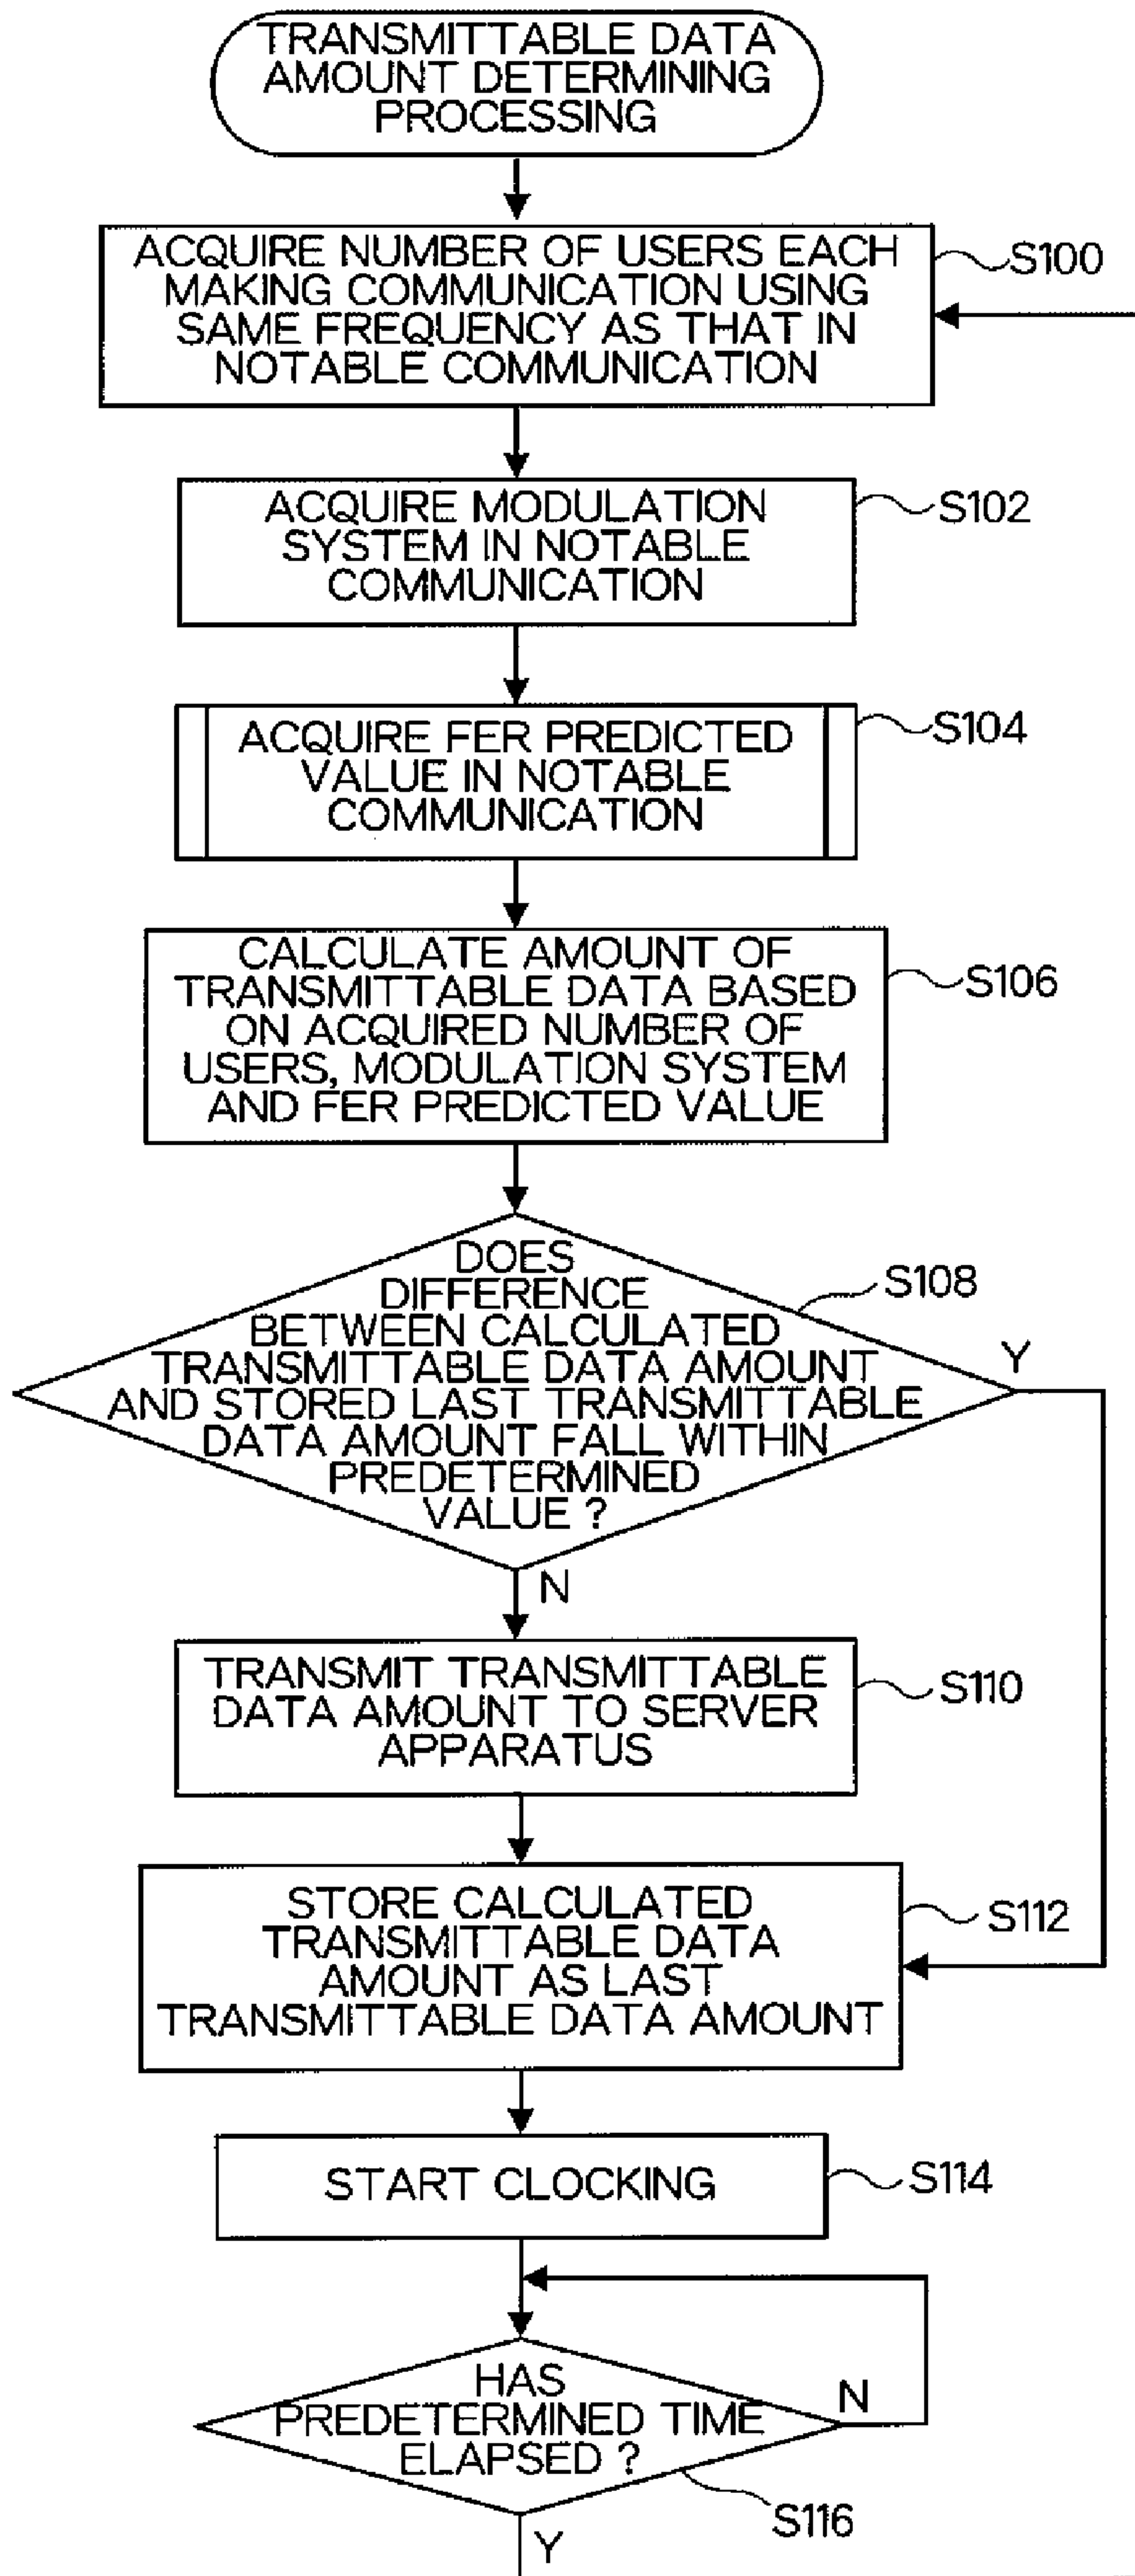 TRANSMITTABLE DATA
AMOUNT DETERMINING
PROCESSING
ACQUIRE NUMBER OF USERS EACH
MAKING COMMUNICATION USING
SAME FREQUENCY AS THAT IN
NOTABLE COMMUNICATION
S100
ACQUIRE MODULATION
SYSTEM IN NOTABLE
COMMUNICATION
S102
ACQUIRE FER PREDICTED
VALUE IN NOTABLE
COMMUNICATION
S104
CALCULATE AMOUNT OF
TRANSMITTABLE DATA BASED
ON ACQUIRED NUMBER OF
USERS, MODULATION SYSTEM
AND FER PREDICTED VALUE
S106
DOES
DIFFERENCE
BETWEEN CALCULATED
TRANSMITTABLE DATA AMOUNT
AND STORED LAST TRANSMITTABLE
DATA AMOUNT FALL WITHIN
PREDETERMINED
VALUE ?
S108
Y
N
TRANSMIT TRANSMITTABLE
DATA AMOUNT TO SERVER
APPARATUS
S110
STORE CALCULATED
TRANSMITTABLE DATA
AMOUNT AS LAST
TRANSMITTABLE DATA AMOUNT
S112
START CLOCKING
S114
HAS
PREDETERMINED TIME
ELAPSED ?
N
S116
Y